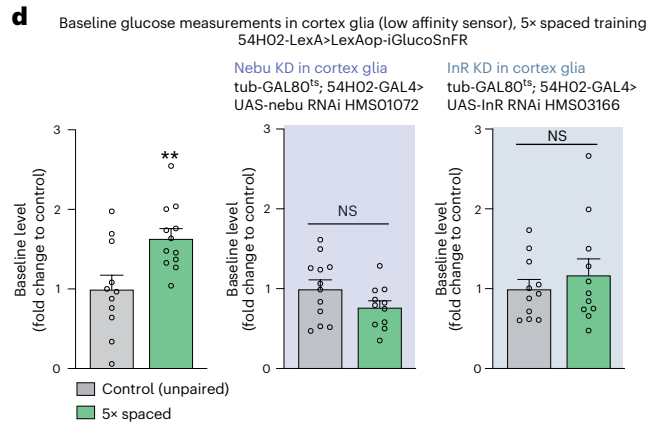 d
Baseline glucose measurements in cortex glia (low affinity sensor), 5× spaced training
54H02-LexA>LexAop-iGlucoSnFR
Nebu KD in cortex glia
tub-GAL80ts; 54H02-GAL4>
UAS-nebu RNAi HMS01072
InR KD in cortex glia
tub-GAL80ts; 54H02-GAL4>
UAS-InR RNAi HMS03166
Baseline level
(fold change to control)
3
2
1
0
**
Baseline level
(fold change to control)
3
2
1
0
NS
Baseline level
(fold change to control)
3
2
1
0
NS
Control (unpaired)
5× spaced